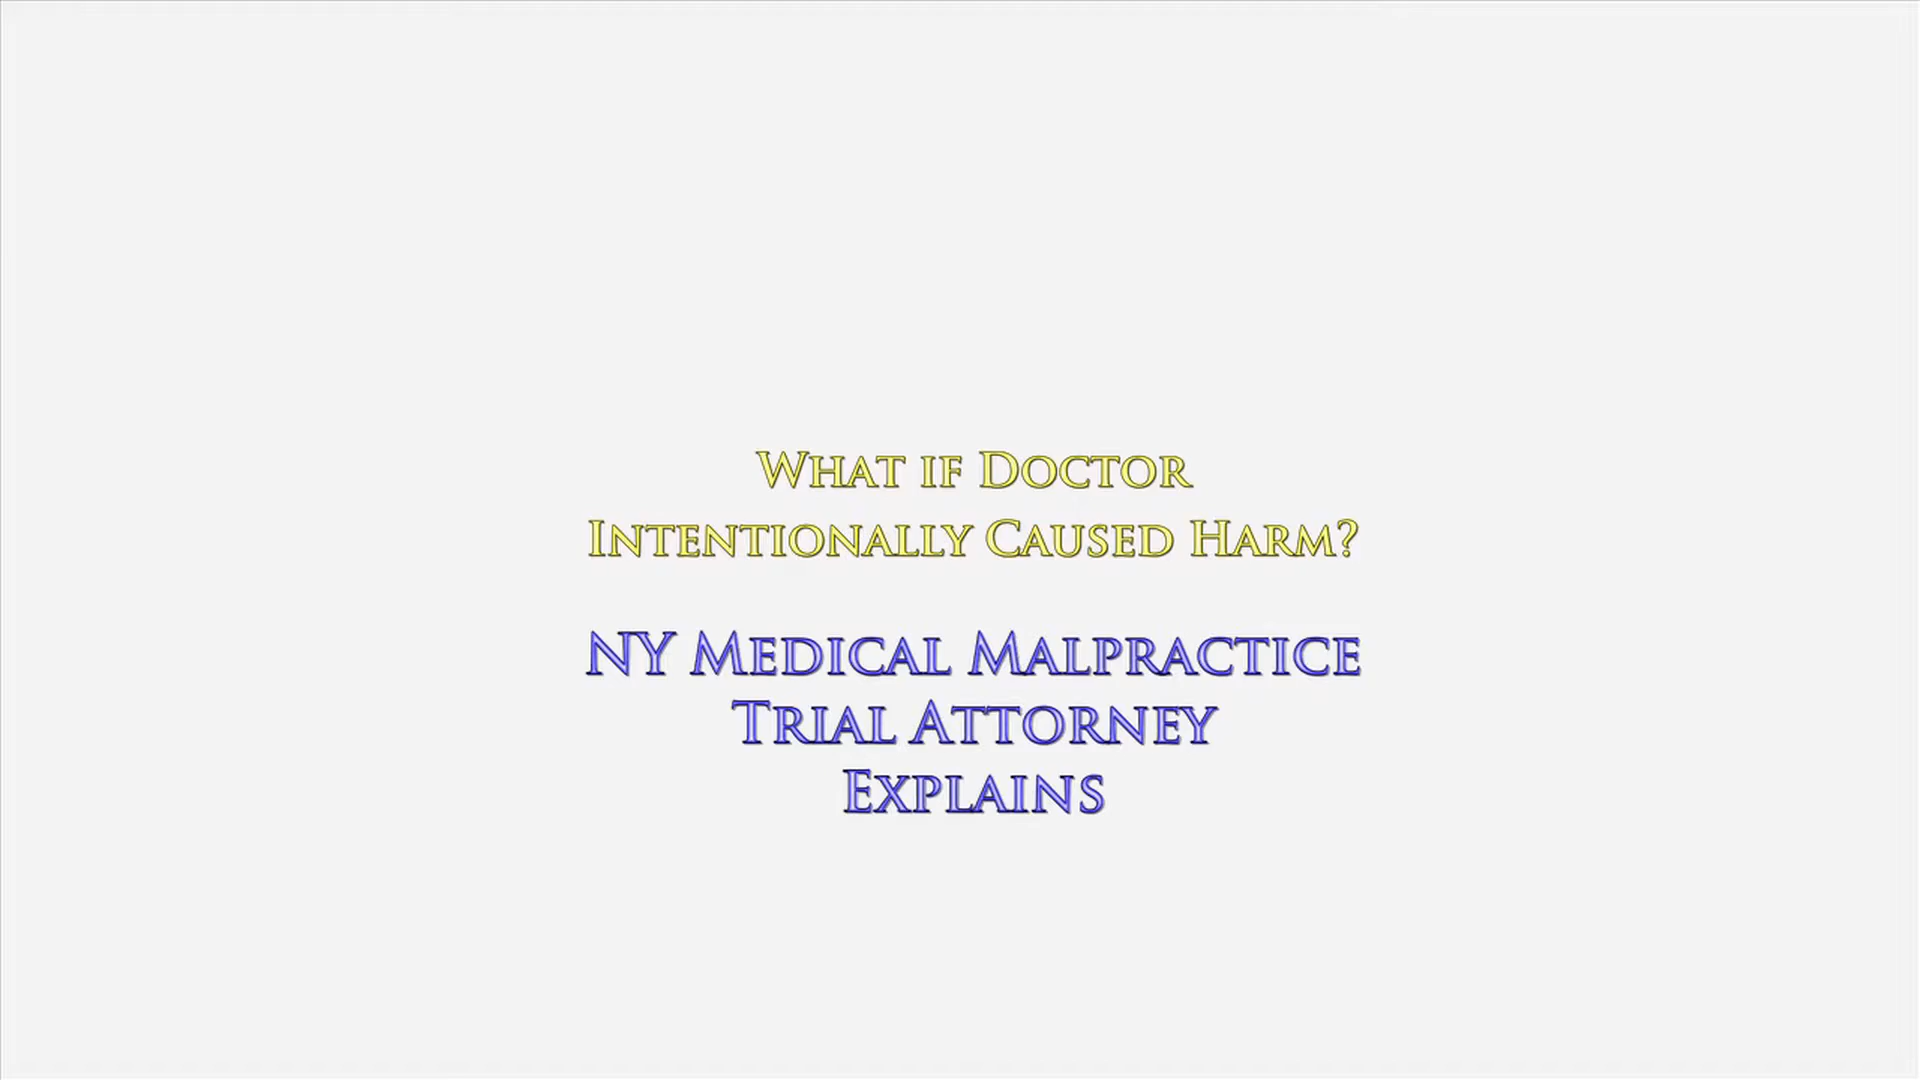 What if Doctor
Intentionally Caused Harm?
NY Medical Malpractice
Trial Attorney
Explains